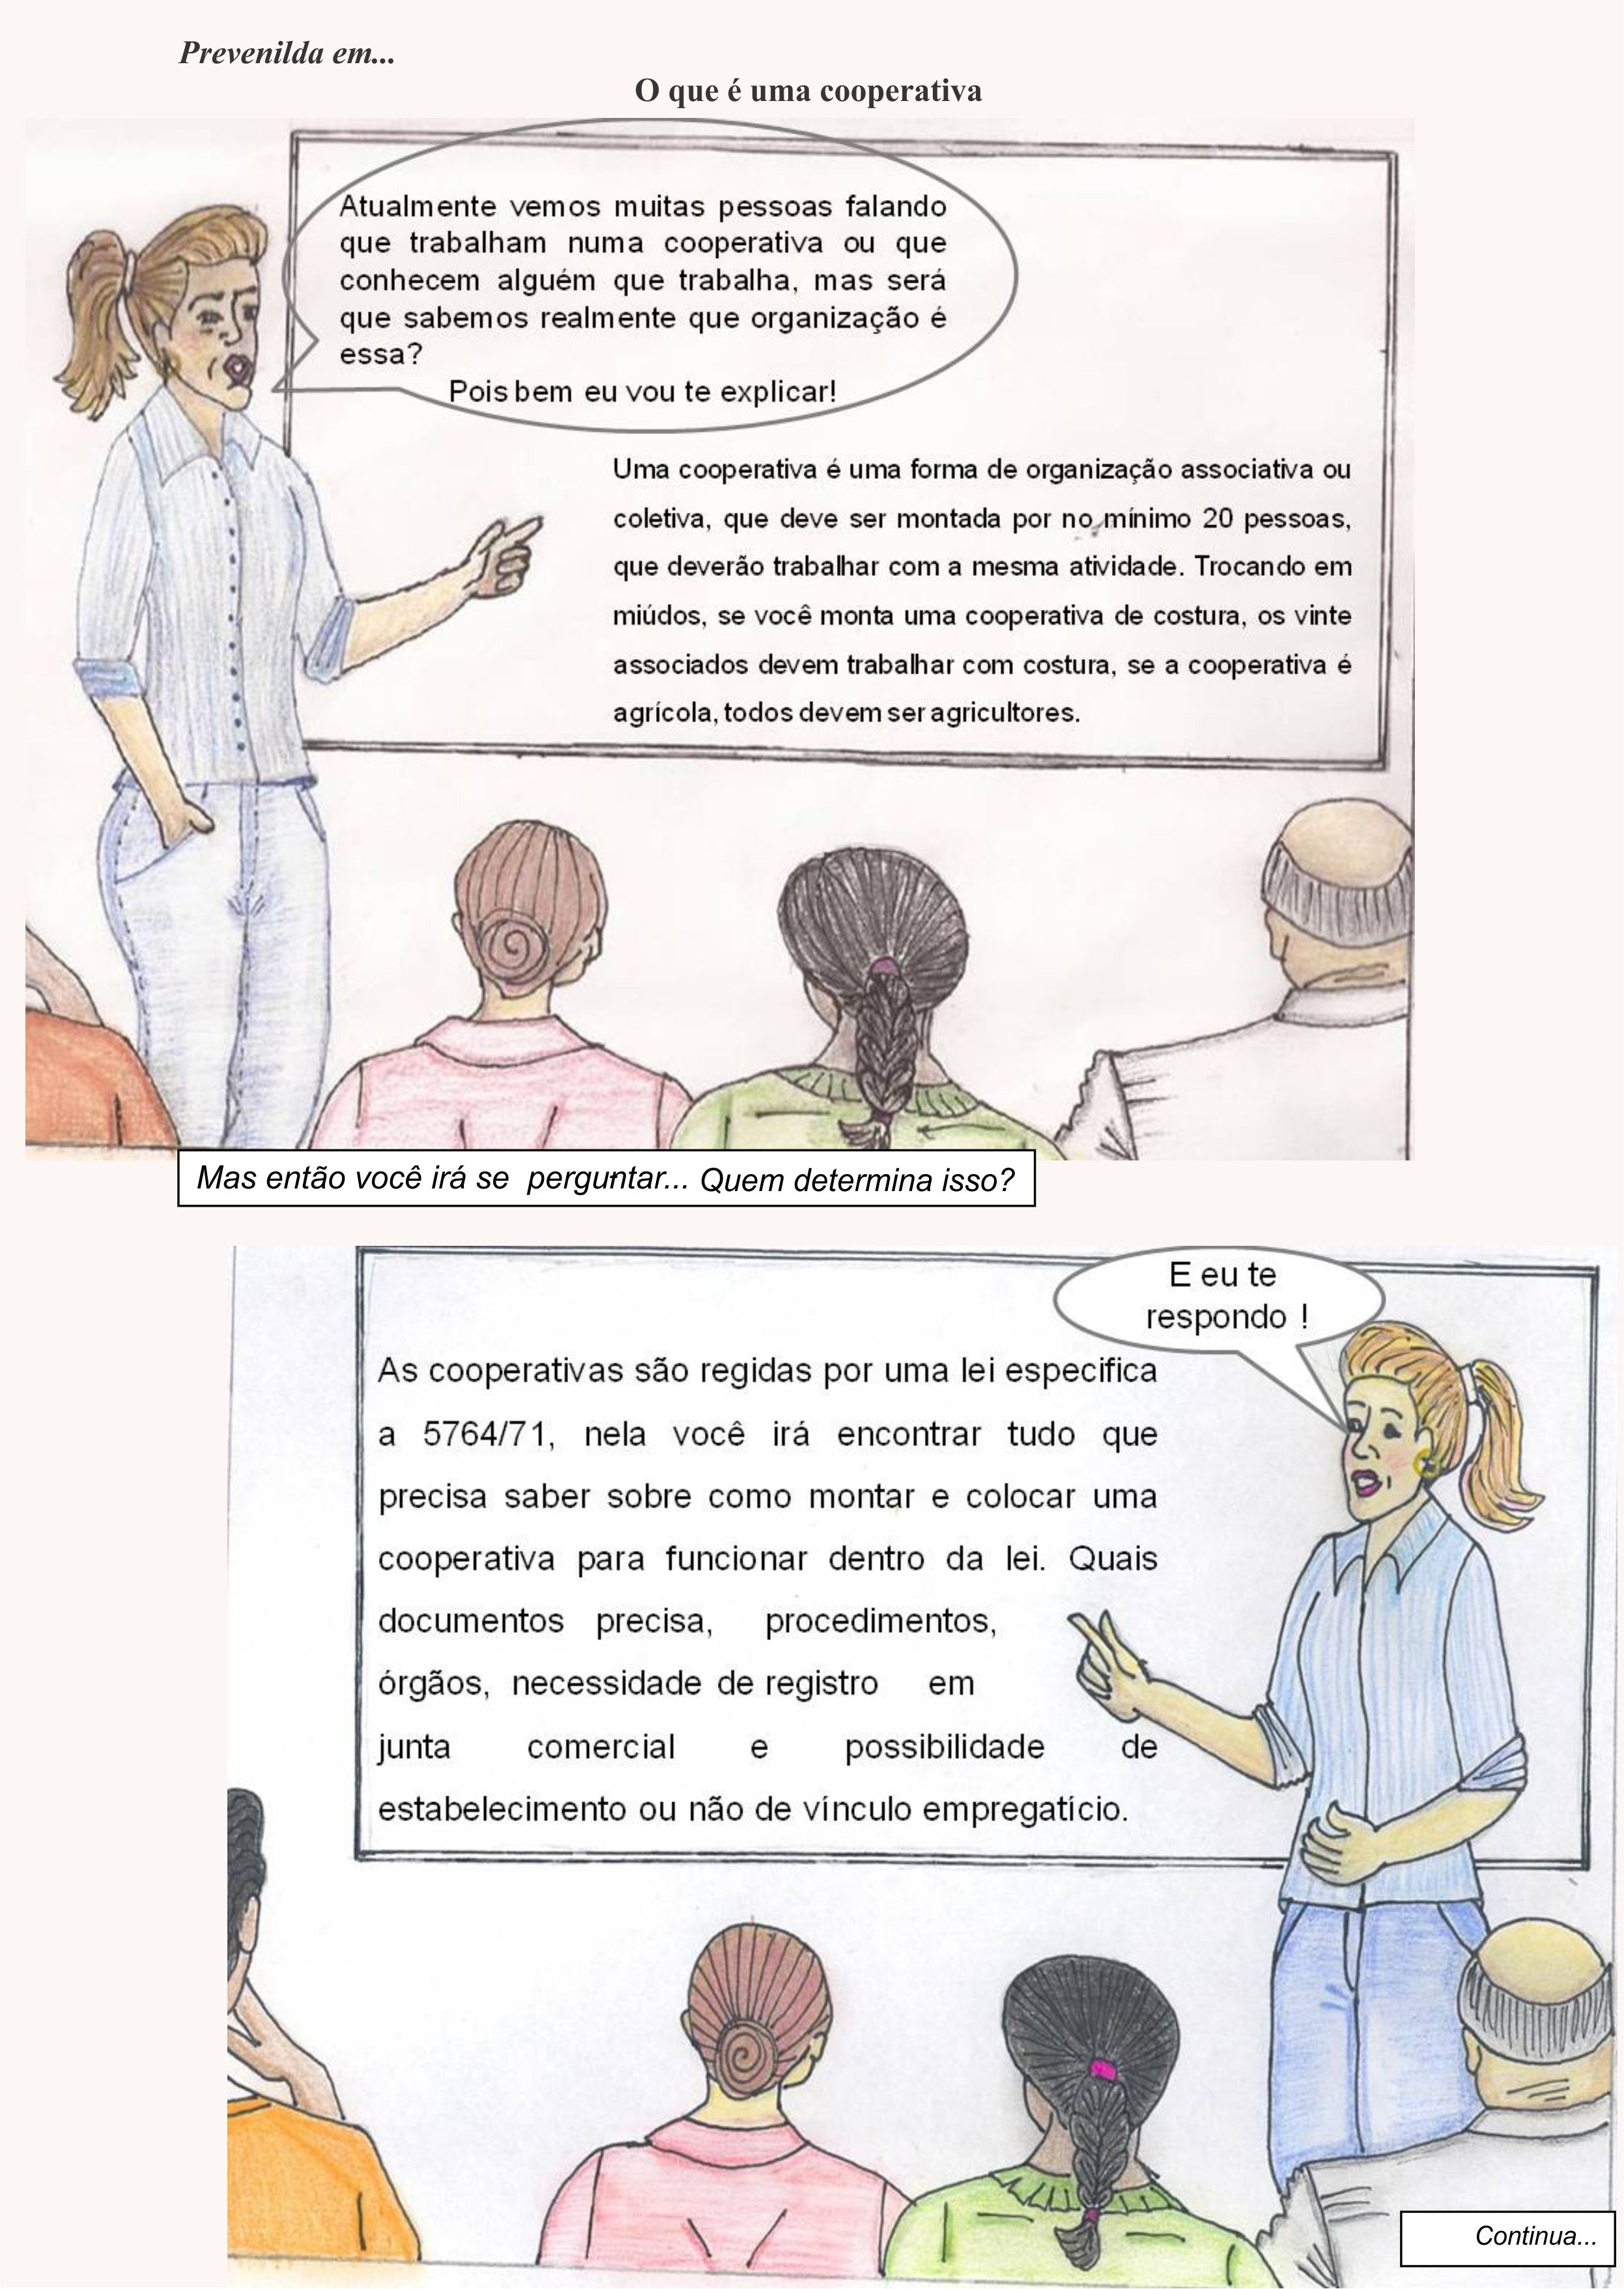 Prevenilda em...
O que é uma cooperativa
Atualmente vemos muitas pessoas falando
que trabalham numa cooperativa ou que
conhecem alguém que trabalha, mas será
que sabemos realmente que organização é
essa?
Pois bem eu vou te explicar!
Uma cooperativa é uma forma de organização associativa ou
coletiva, que deve ser montada por no mínimo 20 pessoas,
que deverão trabalhar com a mesma atividade. Trocando em
miúdos, se você monta uma cooperativa de costura, os vinte
associados devem trabalhar com costura, se a cooperativa é
agrícola, todos devem ser agricultores.
Mas então você irá se perguntar... Quem determina isso?
E eu te
respondo !
As cooperativas são regidas por uma lei especifica
a 5764/71, nela você irá encontrar tudo que
precisa saber sobre como montar e colocar uma
cooperativa para funcionar dentro da lei. Quais
documentos precisa, procedimentos,
órgãos, necessidade de registro em
junta comercial e possibilidade de
estabelecimento ou não de vínculo empregatício.
Continua...